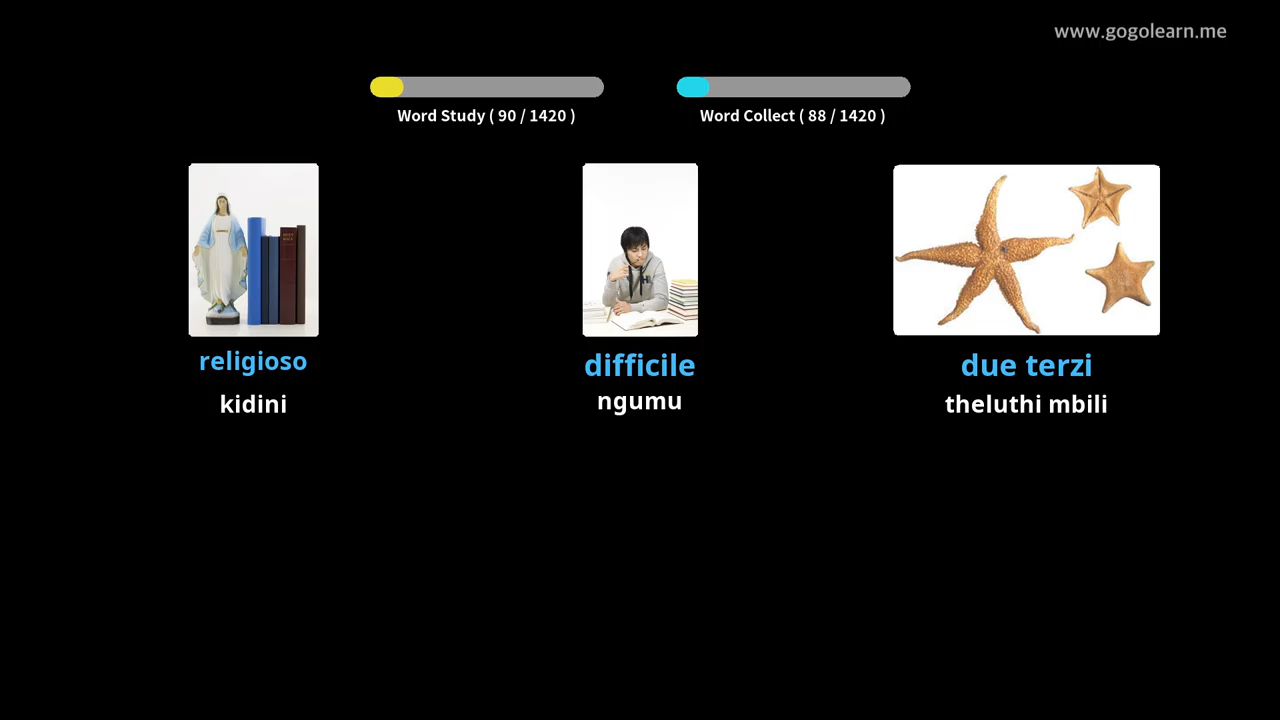 www.gogolearn.me
Word Study ( 90 / 1420 )
Word Collect ( 88 / 1420 )
religioso
difficile
due terzi
kidini
ngumu
theluthi mbili